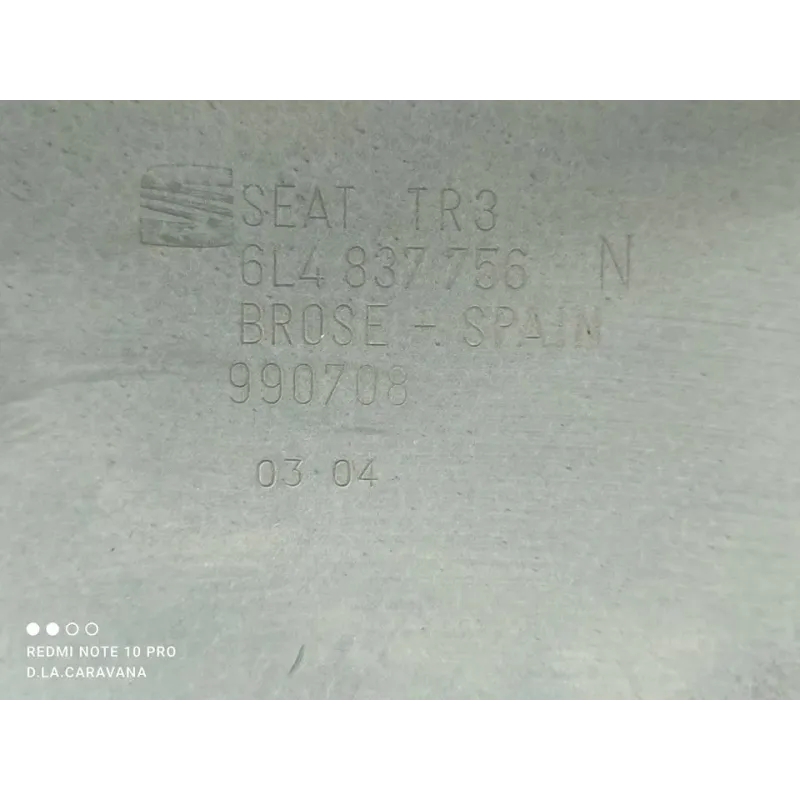 SEAT TR3
6L4 837 756 N
BROSE - SPAIN
990708
03 04
REDMI NOTE 10 PRO
D.LA.CARAVANA